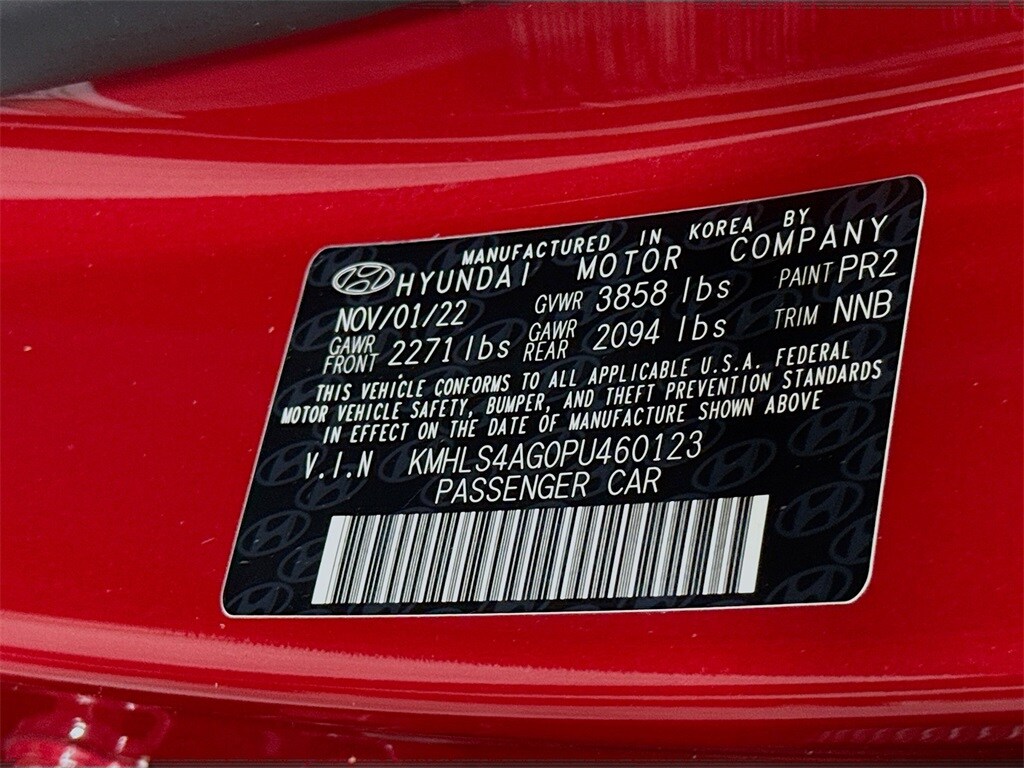 MANUFACTURED IN KOREA BY
HYUNDAI MOTOR COMPANY
NOV/01/22 GVWR 3858 lbs PAINT PR2
GAWR FRONT 2271 lbs GAWR REAR 2094 lbs TRIM NNB
THIS VEHICLE CONFORMS TO ALL APPLICABLE U.S.A. FEDERAL
MOTOR VEHICLE SAFETY, BUMPER, AND THEFT PREVENTION STANDARDS
IN EFFECT ON THE DATE OF MANUFACTURE SHOWN ABOVE
V.I.N KMHLS4AG0PU460123
PASSENGER CAR